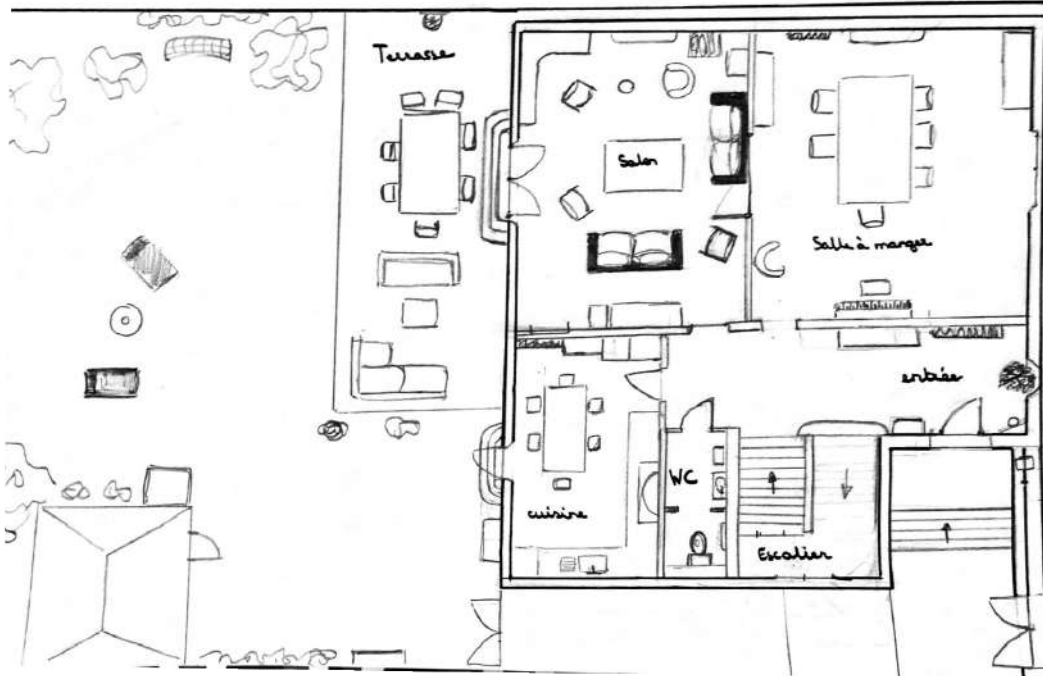 Terrasse
Salon
Salle à manger
entrée
WC
cuisine
Escalier